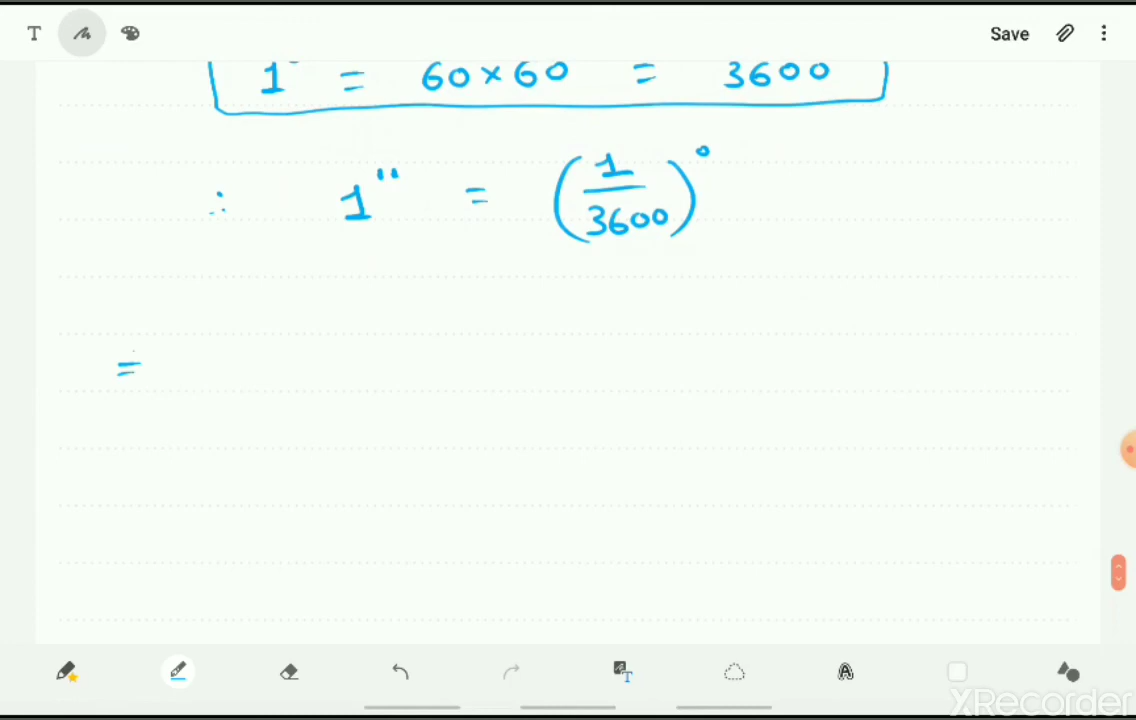 T Save
1° = 60 × 60 = 3600
∴ 1" = (1/3600)°
=
XRecorder